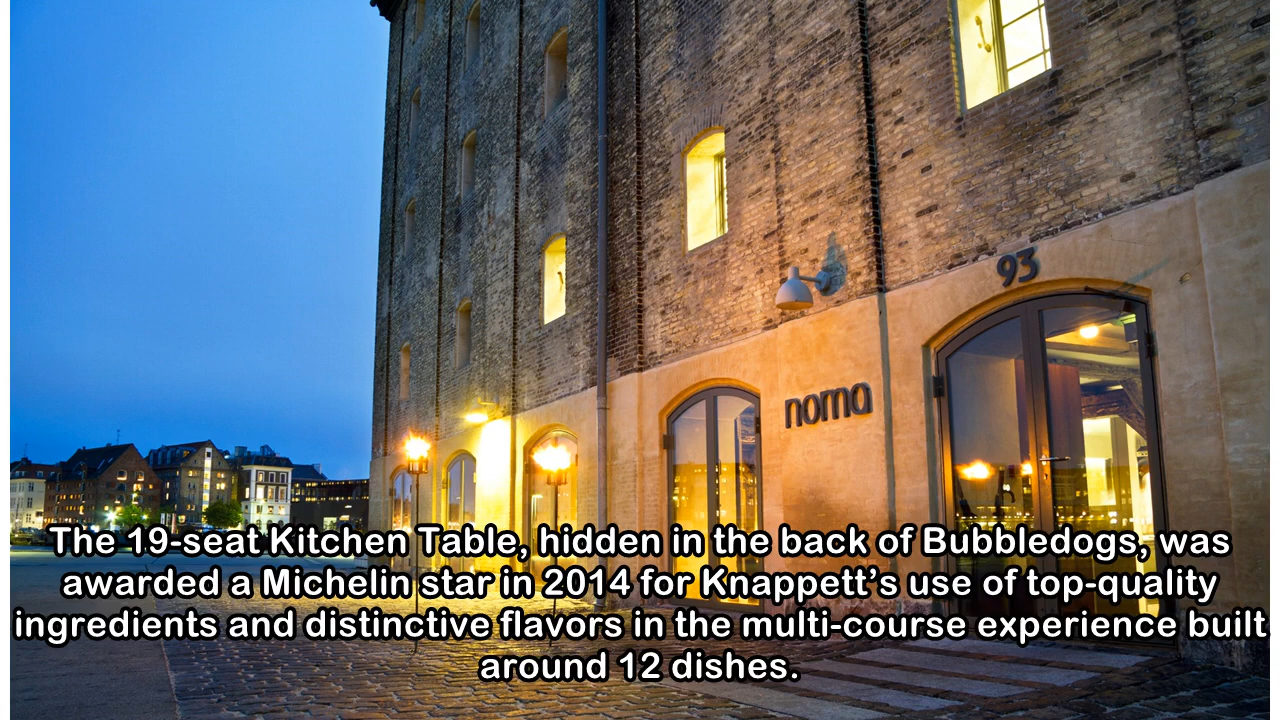 93
noma
The 19-seat Kitchen Table, hidden in the back of Bubbledogs, was
awarded a Michelin star in 2014 for Knappett’s use of top-quality
ingredients and distinctive flavors in the multi-course experience built
around 12 dishes.